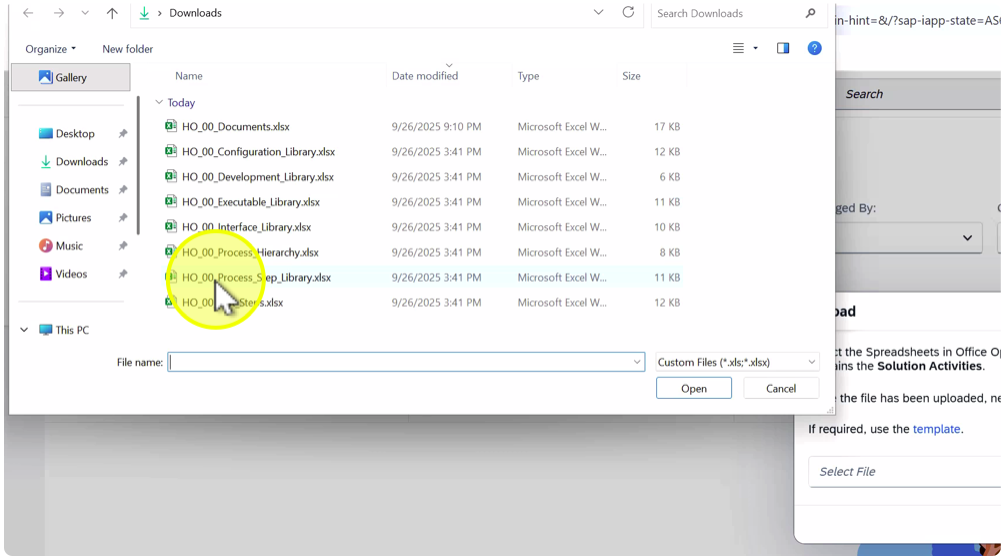 Downloads
Search Downloads
in-hint=&/?sap-iapp-state=AS
Organize
New folder
Gallery
Name
Date modified
Type
Size
Search
Today
Desktop
Downloads
Documents
Pictures
Music
Videos
This PC
HO_00_Documents.xlsx 9/26/2025 9:10 PM Microsoft Excel W... 17 KB
HO_00_Configuration_Library.xlsx 9/26/2025 3:41 PM Microsoft Excel W... 12 KB
HO_00_Development_Library.xlsx 9/26/2025 3:41 PM Microsoft Excel W... 6 KB
HO_00_Executable_Library.xlsx 9/26/2025 3:41 PM Microsoft Excel W... 11 KB
HO_00_Interface_Library.xlsx 9/26/2025 3:41 PM Microsoft Excel W... 10 KB
HO_00_Process_Hierarchy.xlsx 9/26/2025 3:41 PM Microsoft Excel W... 8 KB
HO_00_Process_Step_Library.xlsx 9/26/2025 3:41 PM Microsoft Excel W... 11 KB
HO_00 Steps.xlsx 9/26/2025 3:41 PM Microsoft Excel W... 12 KB
ged By:
File name:
Custom Files (*.xls;*.xlsx)
Open
Cancel
oad
ct the Spreadsheets in Office Op
ains the Solution Activities.
the file has been uploaded, ne
If required, use the template.
Select File